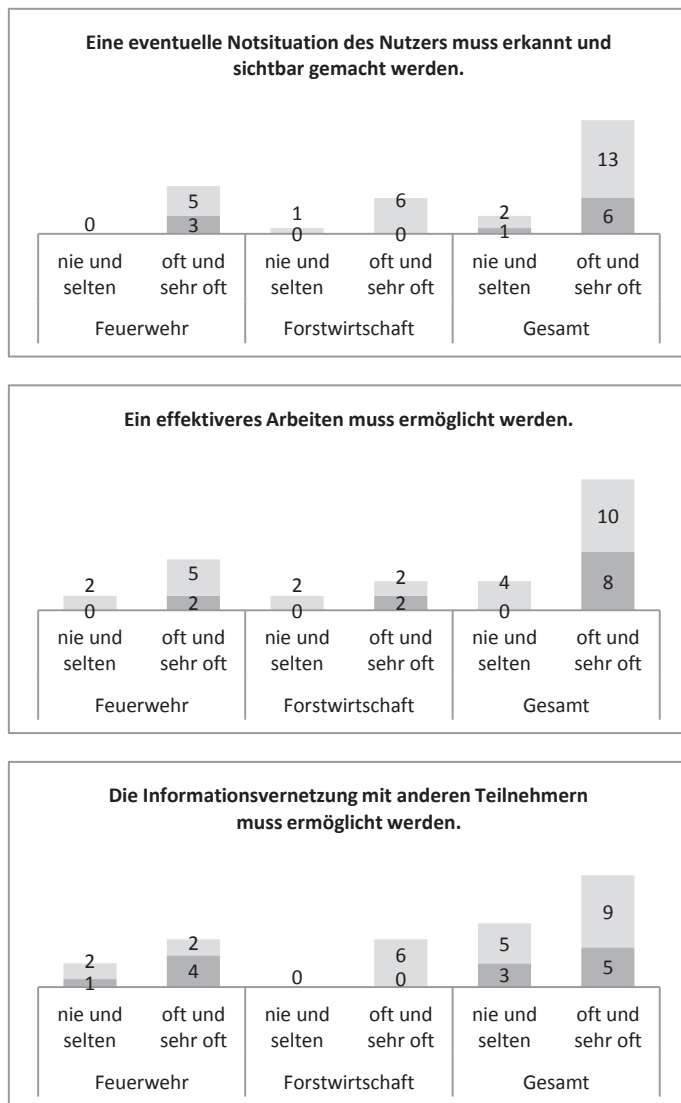 Eine eventuelle Notsituation des Nutzers muss erkannt und
sichtbar gemacht werden.
13
5 6 2
0 3 1 0 0 1 6
nie und oft und nie und oft und nie und oft und
selten sehr oft selten sehr oft selten sehr oft
Feuerwehr Forstwirtschaft Gesamt
Ein effektiveres Arbeiten muss ermöglicht werden.
10
2 5 2 2 4 8
0 2 0 2 0
nie und oft und nie und oft und nie und oft und
selten sehr oft selten sehr oft selten sehr oft
Feuerwehr Forstwirtschaft Gesamt
Die Informationsvernetzung mit anderen Teilnehmern
muss ermöglicht werden.
9
2 2 6 5
1 4 0 0 3 5
nie und oft und nie und oft und nie und oft und
selten sehr oft selten sehr oft selten sehr oft
Feuerwehr Forstwirtschaft Gesamt